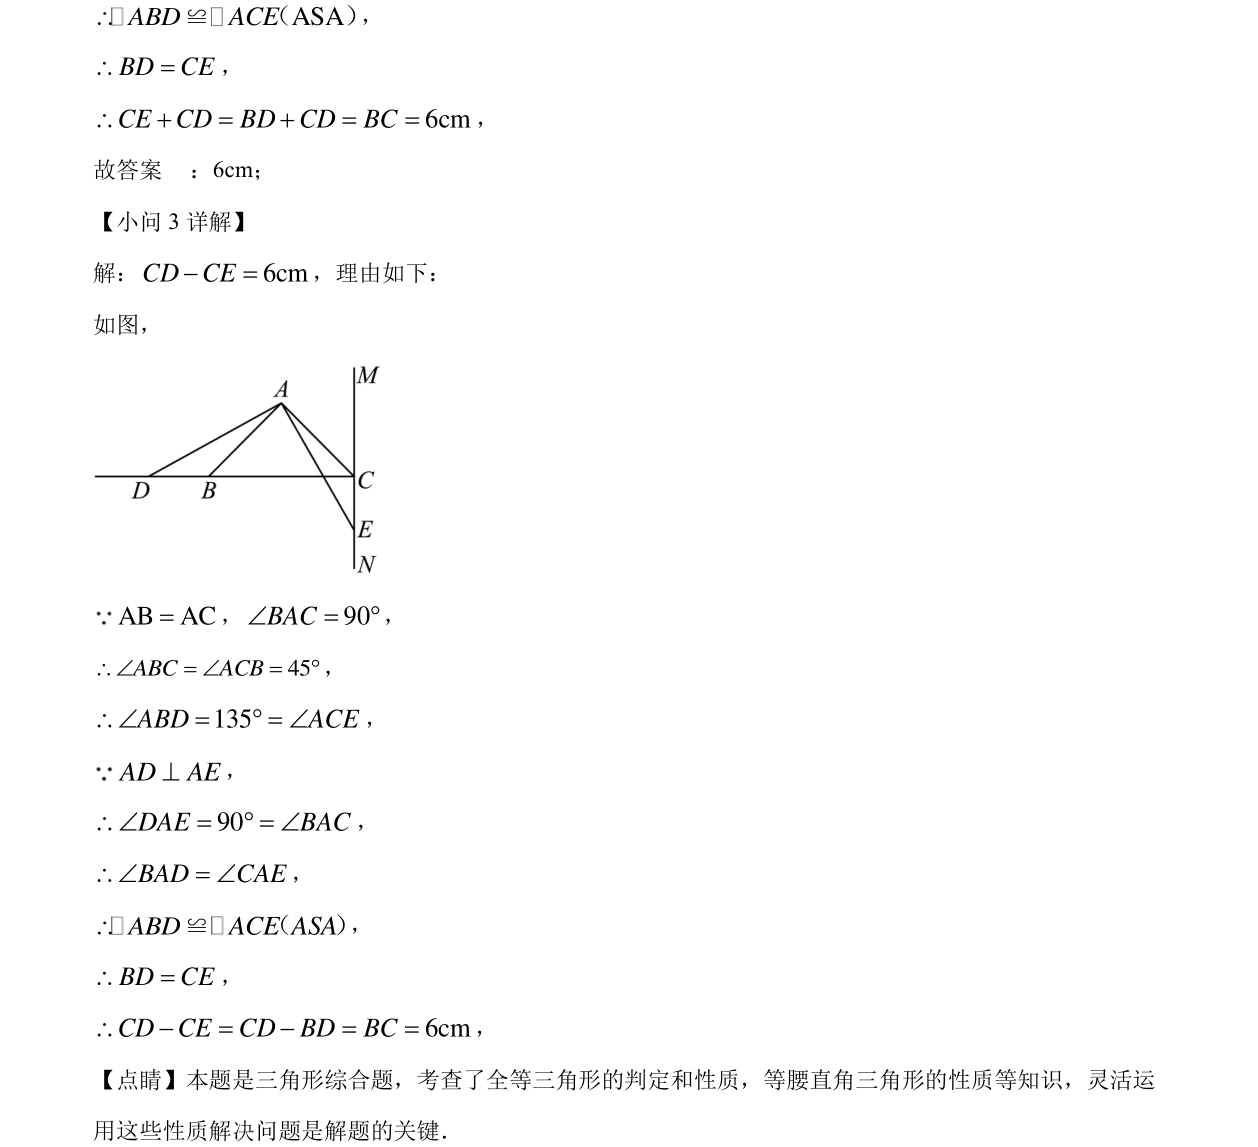 ∴□ABD≌□ACE(ASA),
∴BD=CE,
∴CE+CD=BD+CD=BC=6cm,
故答案 :6cm;
【小问3详解】
解:CD−CE=6cm,理由如下:
如图,
M
A
D
B
C
E
N
∵AB=AC,∠BAC=90°,
∴∠ABC=∠ACB=45°,
∴∠ABD=135°=∠ACE,
∵AD⊥AE,
∴∠DAE=90°=∠BAC,
∴∠BAD=∠CAE,
∴□ABD≌□ACE(ASA),
∴BD=CE,
∴CD−CE=CD−BD=BC=6cm,
【点睛】本题是三角形综合题,考查了全等三角形的判定和性质,等腰直角三角形的性质等知识,灵活运
用这些性质解决问题是解题的关键.